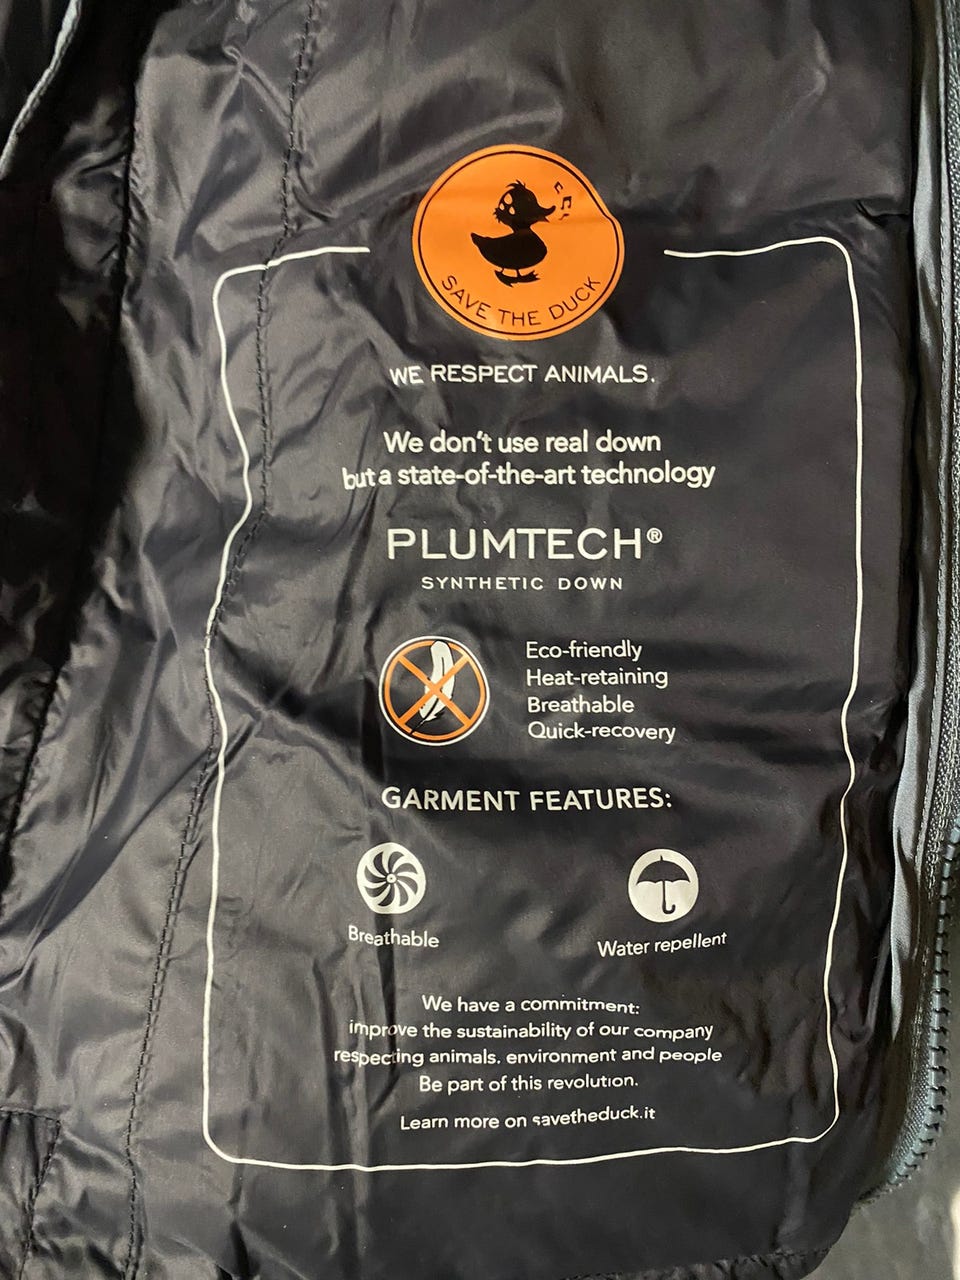 SAVE THE DUCK
WE RESPECT ANIMALS.
We don't use real down
but a state-of-the-art technology
PLUMTECH®
SYNTHETIC DOWN
Eco-friendly
Heat-retaining
Breathable
Quick-recovery
GARMENT FEATURES:
Breathable
Water repellent
We have a commitment:
improve the sustainability of our company
respecting animals, environment and people
Be part of this revolution.
Learn more on savetheduck.it